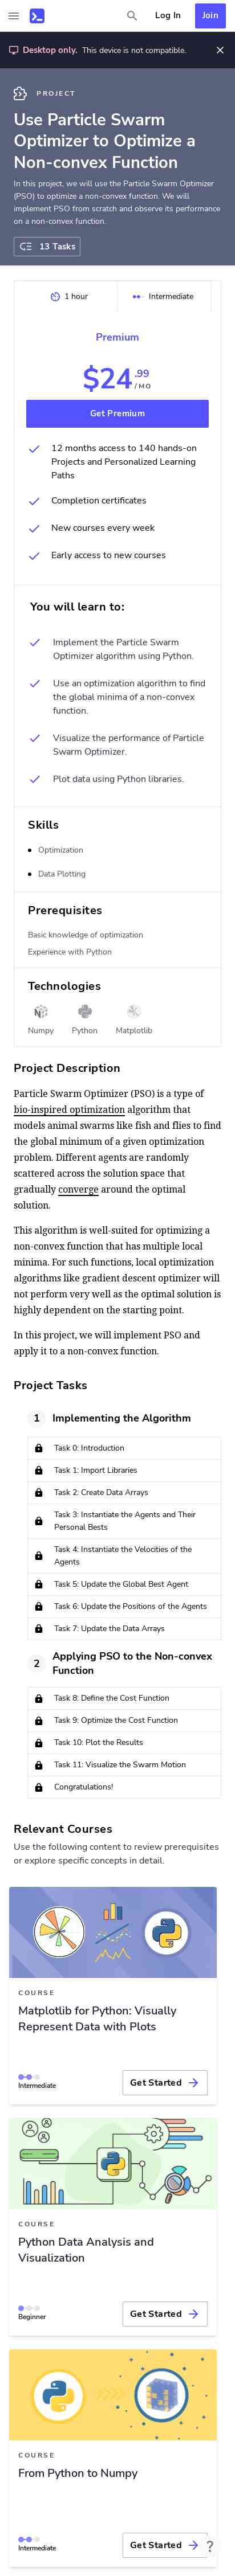 Log In
Join
Desktop only. This device is not compatible.
PROJECT
Use Particle Swarm
Optimizer to Optimize a
Non-convex Function
In this project, we will use the Particle Swarm Optimizer
(PSO) to optimize a non-convex function. We will
implement PSO from scratch and observe its performance
on a non-convex function.
13 Tasks
1 hour
Intermediate
Premium
$24.99
/ MO
Get Premium
12 months access to 140 hands-on
Projects and Personalized Learning
Paths
Completion certificates
New courses every week
Early access to new courses
You will learn to:
Implement the Particle Swarm
Optimizer algorithm using Python.
Use an optimization algorithm to find
the global minima of a non-convex
function.
Visualize the performance of Particle
Swarm Optimizer.
Plot data using Python libraries.
Skills
Optimization
Data Plotting
Prerequisites
Basic knowledge of optimization
Experience with Python
Technologies
Numpy
Python
Matplotlib
Project Description
Particle Swarm Optimizer (PSO) is a type of
bio-inspired optimization algorithm that
models animal swarms like fish and flies to find
the global minimum of a given optimization
problem. Different agents are randomly
scattered across the solution space that
gradually converge around the optimal
solution.
This algorithm is well-suited for optimizing a
non-convex function that has multiple local
minima. For such functions, local optimization
algorithms like gradient descent optimizer will
not perform very well as the optimal solution is
highly dependent on the starting point.
In this project, we will implement PSO and
apply it to a non-convex function.
Project Tasks
1
Implementing the Algorithm
Task 0: Introduction
Task 1: Import Libraries
Task 2: Create Data Arrays
Task 3: Instantiate the Agents and Their
Personal Bests
Task 4: Instantiate the Velocities of the
Agents
Task 5: Update the Global Best Agent
Task 6: Update the Positions of the Agents
Task 7: Update the Data Arrays
2
Applying PSO to the Non-convex
Function
Task 8: Define the Cost Function
Task 9: Optimize the Cost Function
Task 10: Plot the Results
Task 11: Visualize the Swarm Motion
Congratulations!
Relevant Courses
Use the following content to review prerequisites
or explore specific concepts in detail.
COURSE
Matplotlib for Python: Visually
Represent Data with Plots
Intermediate
Get Started
COURSE
Python Data Analysis and
Visualization
Beginner
Get Started
COURSE
From Python to Numpy
Intermediate
Get Started
?